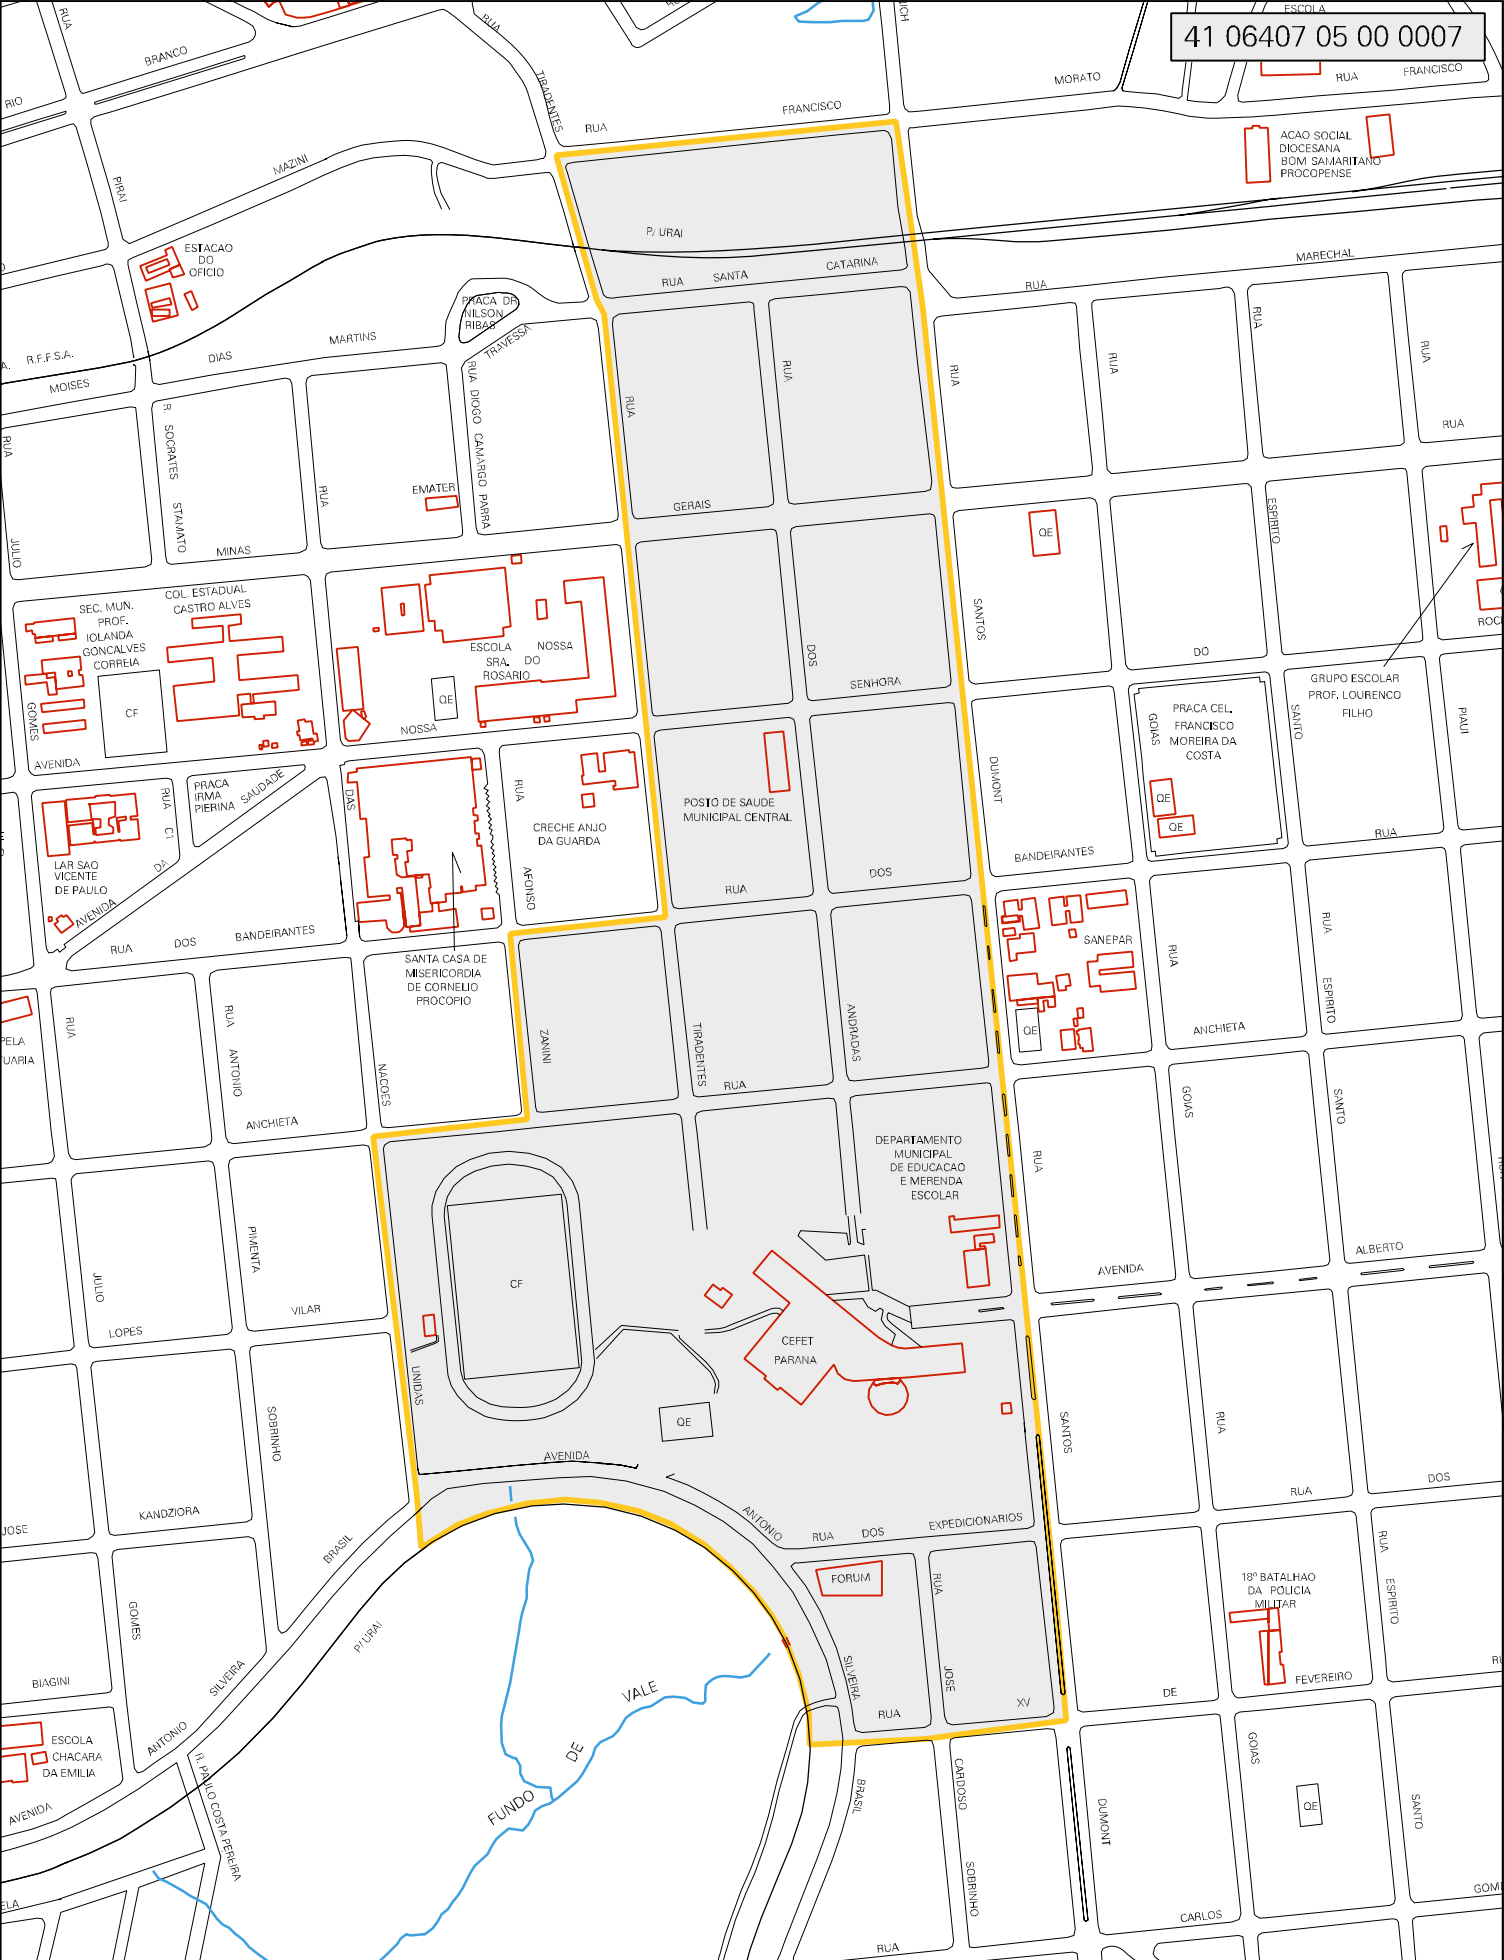 41 06407 05 00 0007
ESCOLA
RUA
RUA
BRANCO
RIO
TIRADENTES
RUA
FRANCISCO
MORATO
RUA
FRANCISCO
MAZINI
PIRAI
ACAO SOCIAL
DIOCESANA
BOM SAMARITANO
PROCOPENSE
ESTACAO
DO
OFICIO
P/ URAI
RUA
SANTA
CATARINA
MARECHAL
RUA
PRACA DR
NILSON
RIBAS
TRAVESSA
R.F.F.S.A.
MOISES
DIAS
MARTINS
RUA
RUA
RUA
RUA
RUA
RUA
RUA
RUA
R. SOCRATES STAMATO
RUA
RUA DIOGO CAMARGO PARRA
JULIO
EMATER
MINAS
GERAIS
QE
ESPIRITO
SANTOS
DO
SEC. MUN.
PROF.
IOLANDA
GONCALVES
CORREIA
COL. ESTADUAL
CASTRO ALVES
CF
GOMES
AVENIDA
ESCOLA NOSSA
SRA. DO
ROSARIO
QE
NOSSA
DOS
SENHORA
GRUPO ESCOLAR
PROF. LOURENCO
FILHO
PRACA CEL.
FRANCISCO
MOREIRA DA
COSTA
GOIAS
QE
QE
SANTO
PIAUI
RUA
DUMONT
BANDEIRANTES
PRACA
IRMA
PIERINA
SAUDADE
RUA C1
DA
AVENIDA
LAR SAO
VICENTE
DE PAULO
DAS
RUA
AFONSO
CRECHE ANJO
DA GUARDA
POSTO DE SAUDE
MUNICIPAL CENTRAL
RUA
DOS
RUA
DOS
BANDEIRANTES
SANTA CASA DE
MISERICORDIA
DE CORNELIO
PROCOPIO
SANEPAR
QE
RUA
RUA
ESPIRITO
ANCHIETA
RUA
RUA
ANTONIO
NACOES
ZANINI
TIRADENTES
RUA
ANDRADAS
ANCHIETA
GOIAS
SANTO
DEPARTAMENTO
MUNICIPAL
DE EDUCACAO
E MERENDA
ESCOLAR
RUA
PIMENTA
JULIO
VILAR
LOPES
CF
AVENIDA
ALBERTO
CEFET
PARANA
UNIDAS
QE
SOBRINHO
SANTOS
RUA
AVENIDA
ANTONIO
RUA
DOS
EXPEDICIONARIOS
RUA
DOS
JOSE
KANDZIORA
BRASIL
FORUM
RUA
18º BATALHAO
DA POLICIA
MILITAR
RUA
ESPIRITO
GOMES
P/ URAI
BIAGINI
SILVEIRA
ANTONIO
SILVEIRA
JOSE
RUA
XV
DE
FEVEREIRO
FUNDO DE VALE
ESCOLA
CHACARA
DA EMILIA
AVENIDA
R. PAULO COSTA PEREIRA
BRASIL
CARDOSO
SOBRINHO
DUMONT
GOIAS
QE
SANTO
CARLOS
RUA